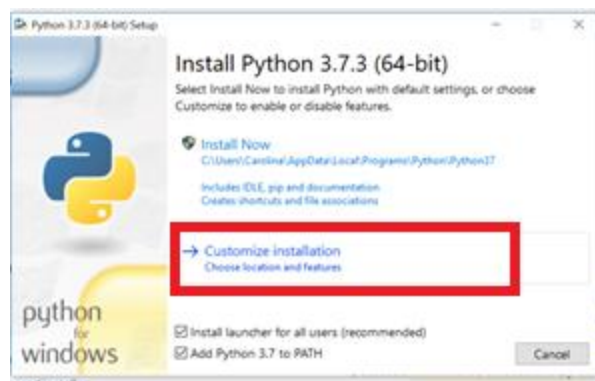 Python 3.7.3 (64-bit) Setup
Install Python 3.7.3 (64-bit)
Select Install Now to install Python with default settings, or choose
Customize to enable or disable features.
Install Now
C:\Users\Carolina\AppData\Local\Programs\Python\Python37
Includes IDLE, pip and documentation
Creates shortcuts and file associations
Customize installation
Choose location and features
python
for
windows
Install launcher for all users (recommended)
Add Python 3.7 to PATH
Cancel